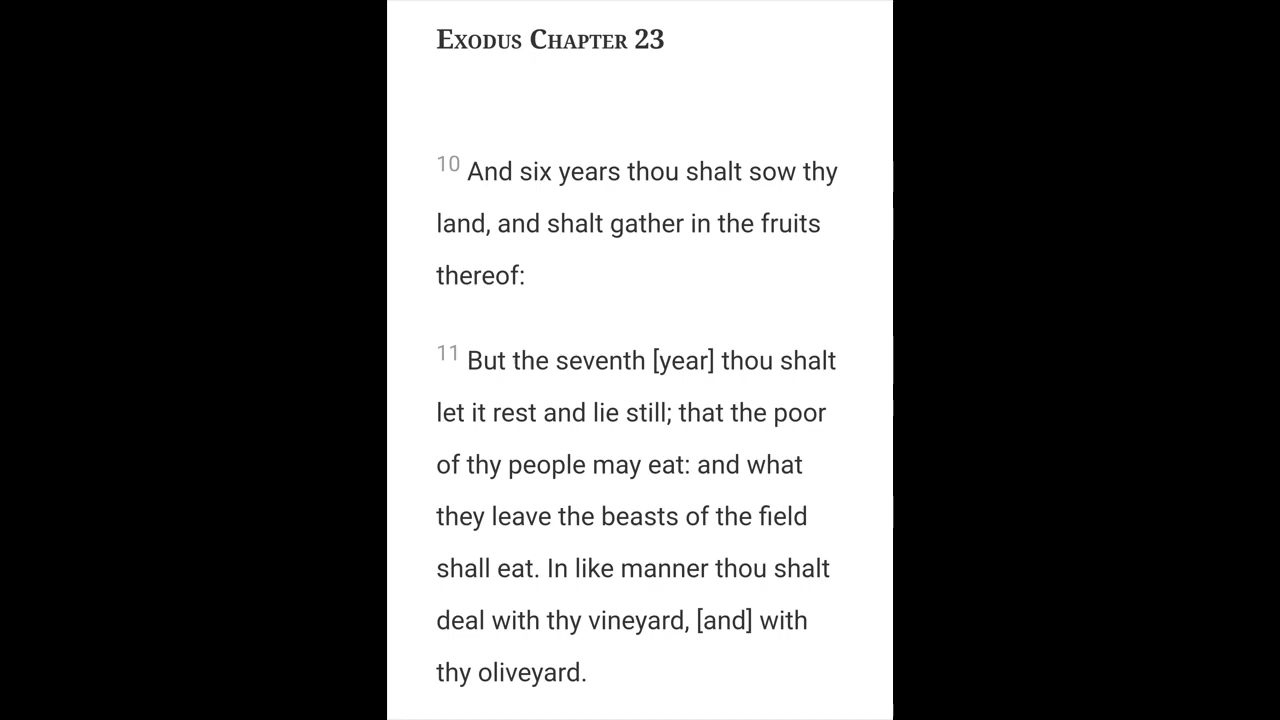 Exodus Chapter 23
10 And six years thou shalt sow thy
land, and shalt gather in the fruits
thereof:
11 But the seventh [year] thou shalt
let it rest and lie still; that the poor
of thy people may eat: and what
they leave the beasts of the field
shall eat. In like manner thou shalt
deal with thy vineyard, [and] with
thy oliveyard.